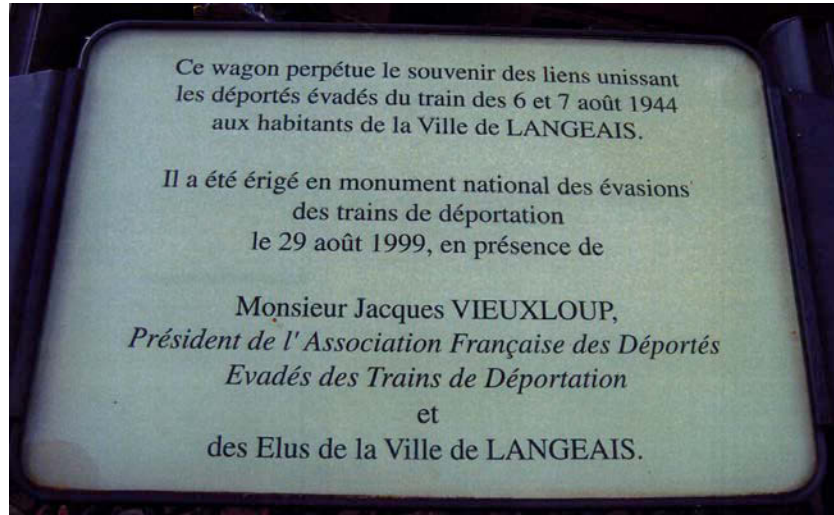 Ce wagon perpétue le souvenir des liens unissant
les déportés évadés du train des 6 et 7 août 1944
aux habitants de la Ville de LANGEAIS.
Il a été érigé en monument national des évasions
des trains de déportation
le 29 août 1999, en présence de
Monsieur Jacques VIEUXLOUP,
Président de l'Association Française des Déportés
Evadés des Trains de Déportation
et
des Elus de la Ville de LANGEAIS.